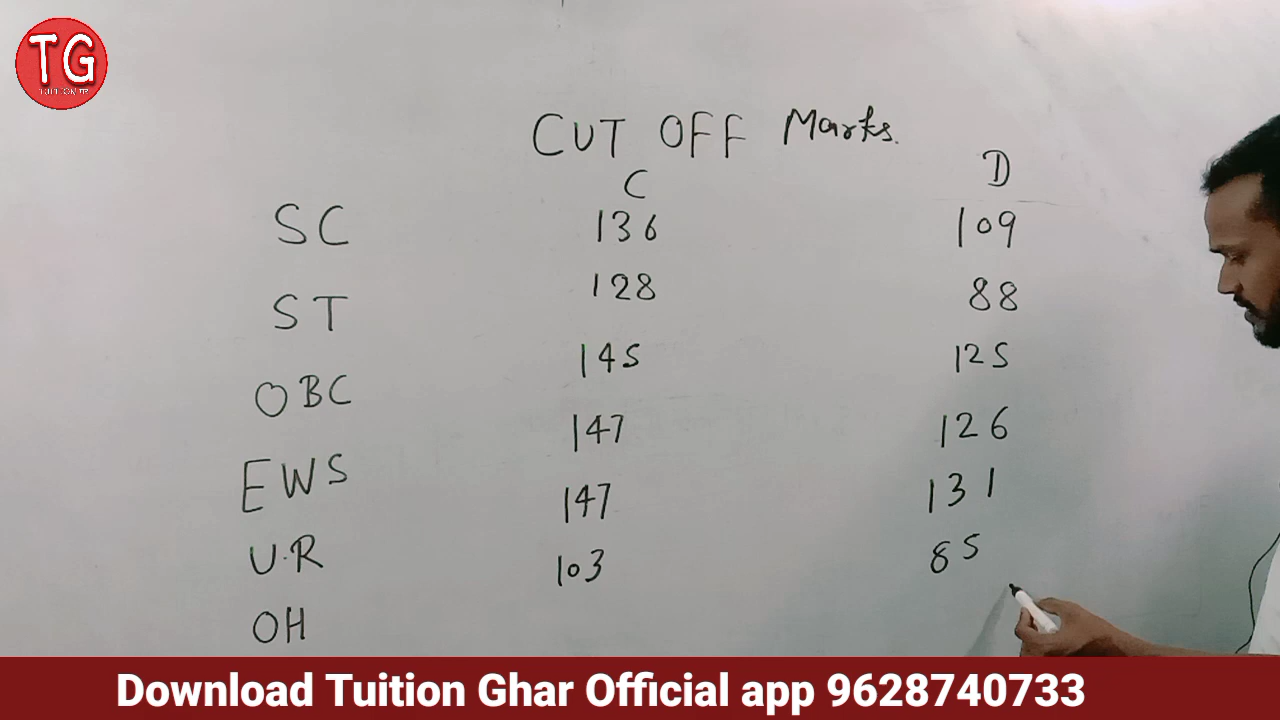 TG
CUT OFF Marks.
C D
SC 136 109
ST 128 88
OBC 145 125
EWS 147 126
U.R 147 131
OH 103 85
Download Tuition Ghar Official app 9628740733